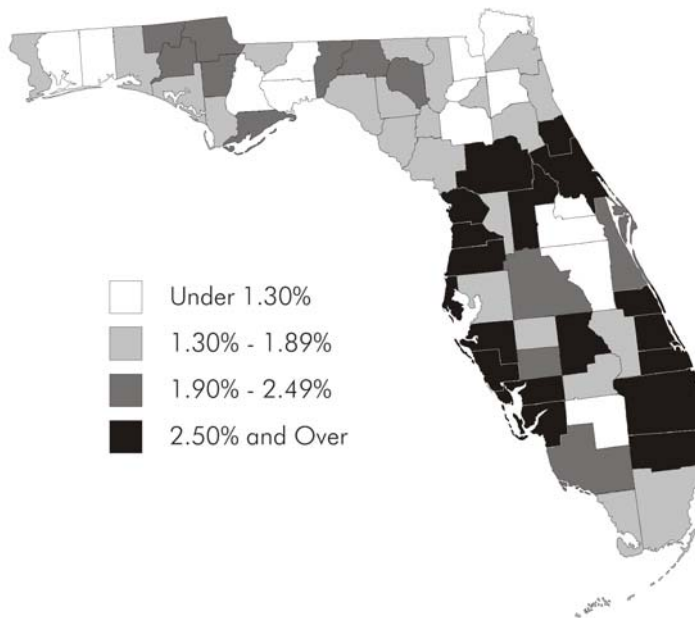 Under 1.30%
1.30% - 1.89%
1.90% - 2.49%
2.50% and Over